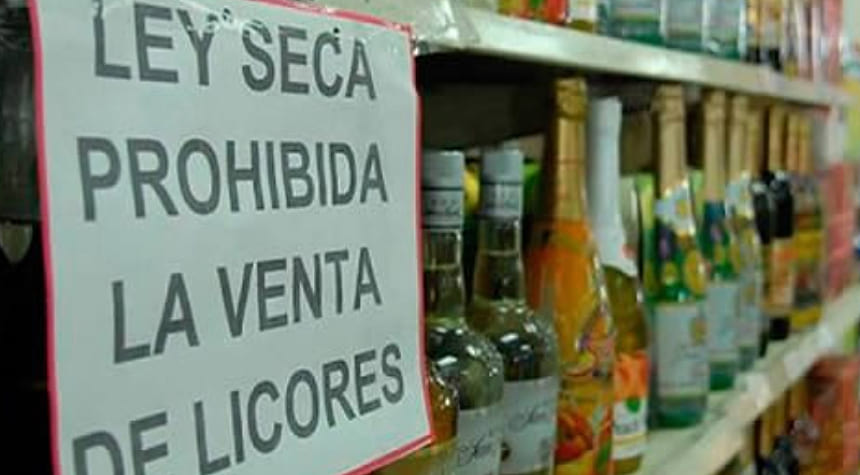 LEY SECA
PROHIBIDA
LA VENTA
DE LICORES